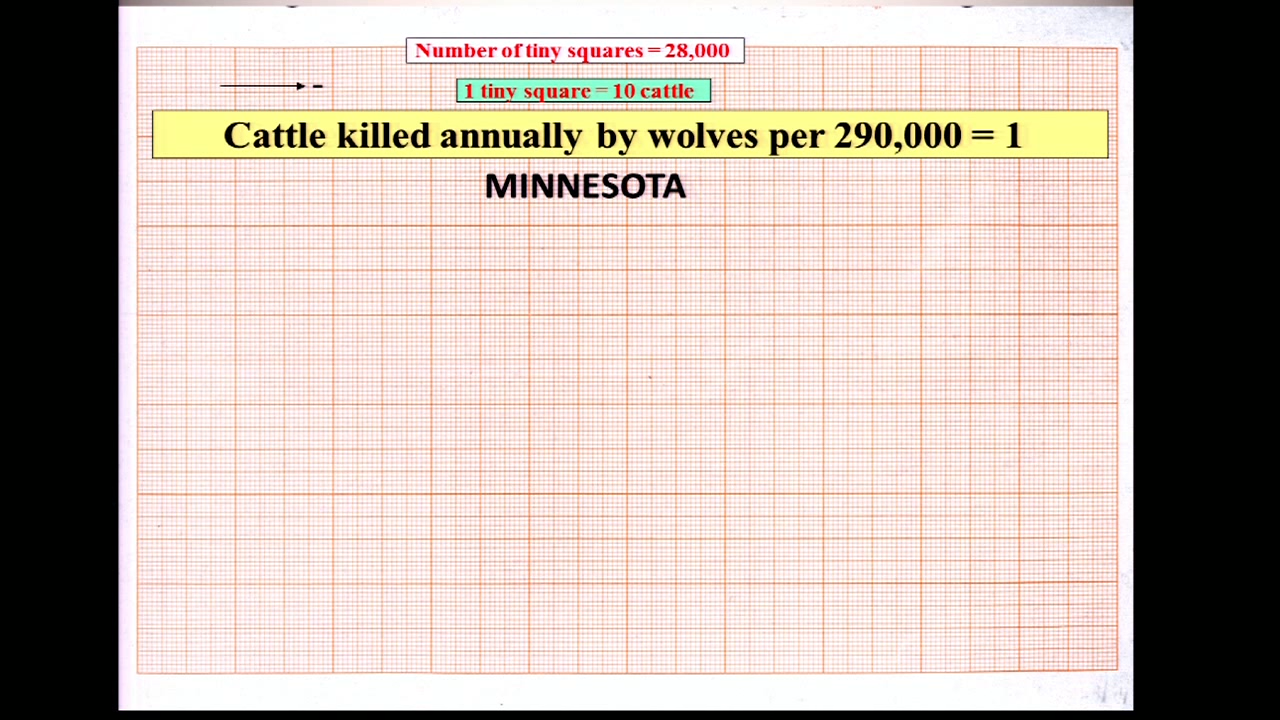 Number of tiny squares = 28,000
1 tiny square = 10 cattle
Cattle killed annually by wolves per 290,000 = 1
MINNESOTA